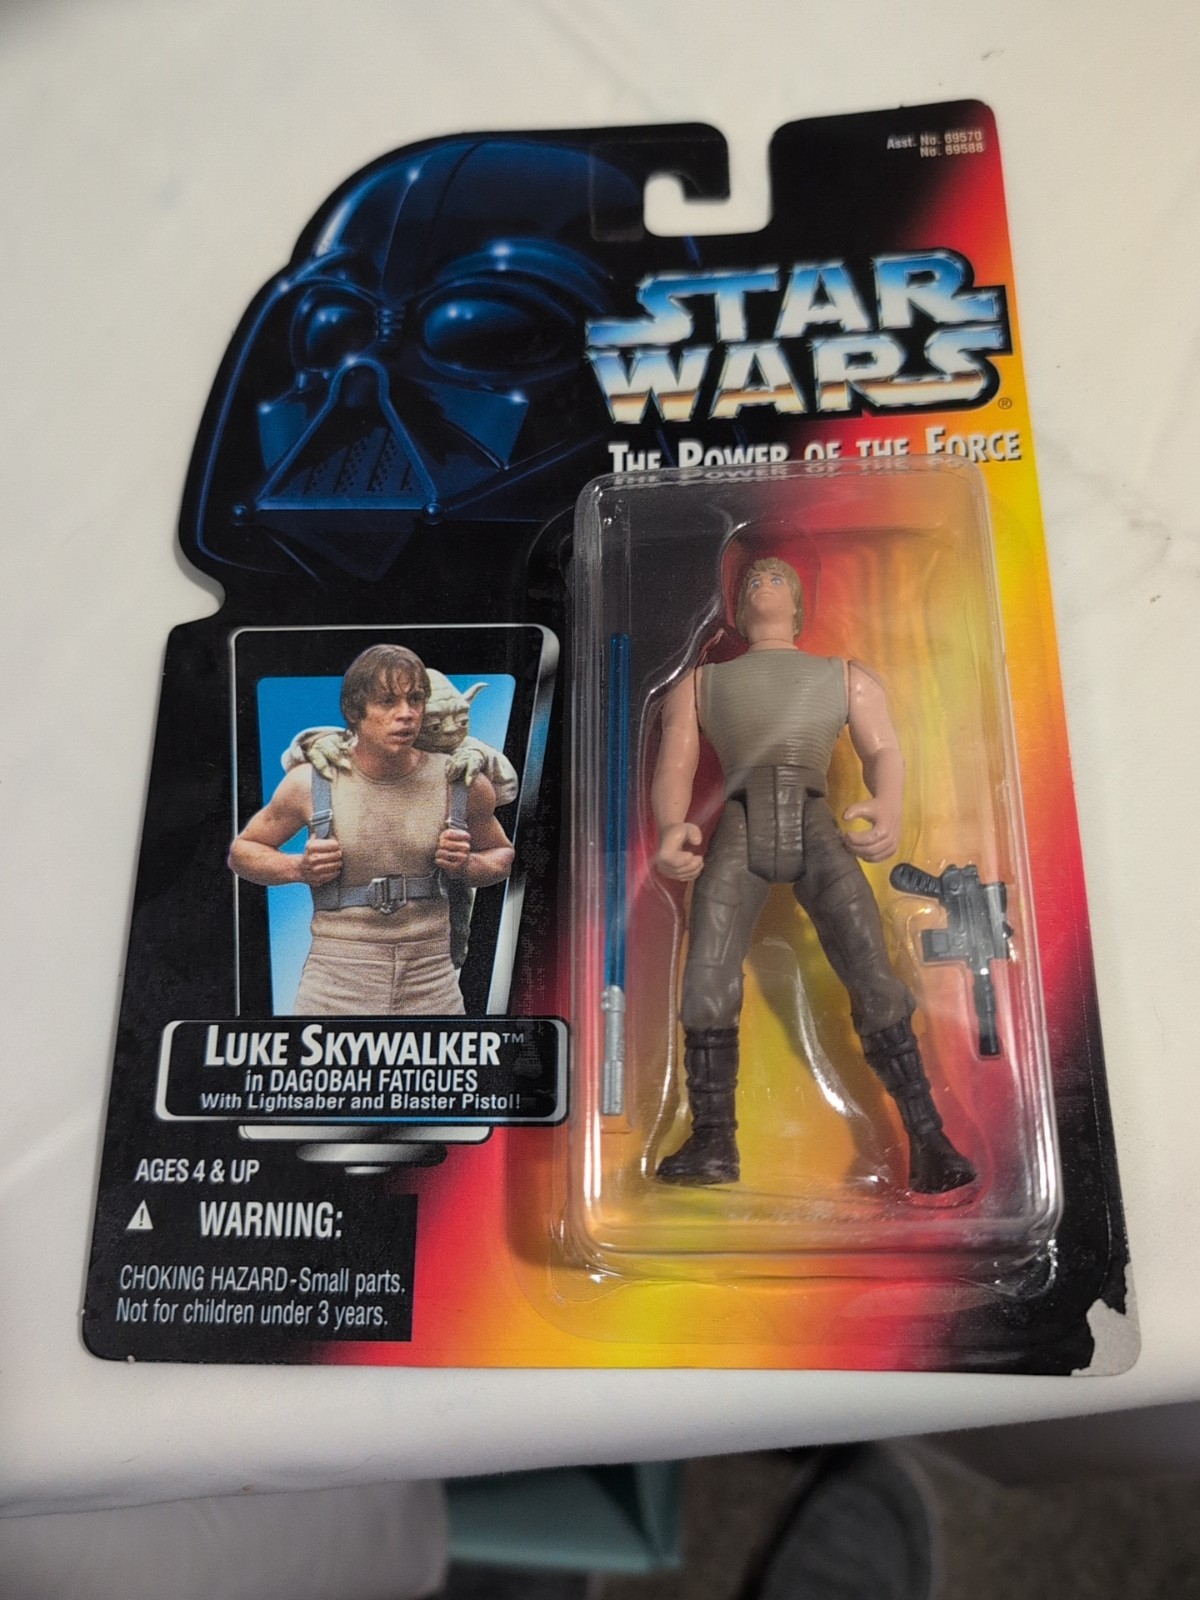 Asst. No. 69570
No. 69588
STAR
WARS®
THE POWER OF THE FORCE
LUKE SKYWALKER™
in DAGOBAH FATIGUES
With Lightsaber and Blaster Pistol!
AGES 4 & UP
WARNING:
CHOKING HAZARD-Small parts.
Not for children under 3 years.